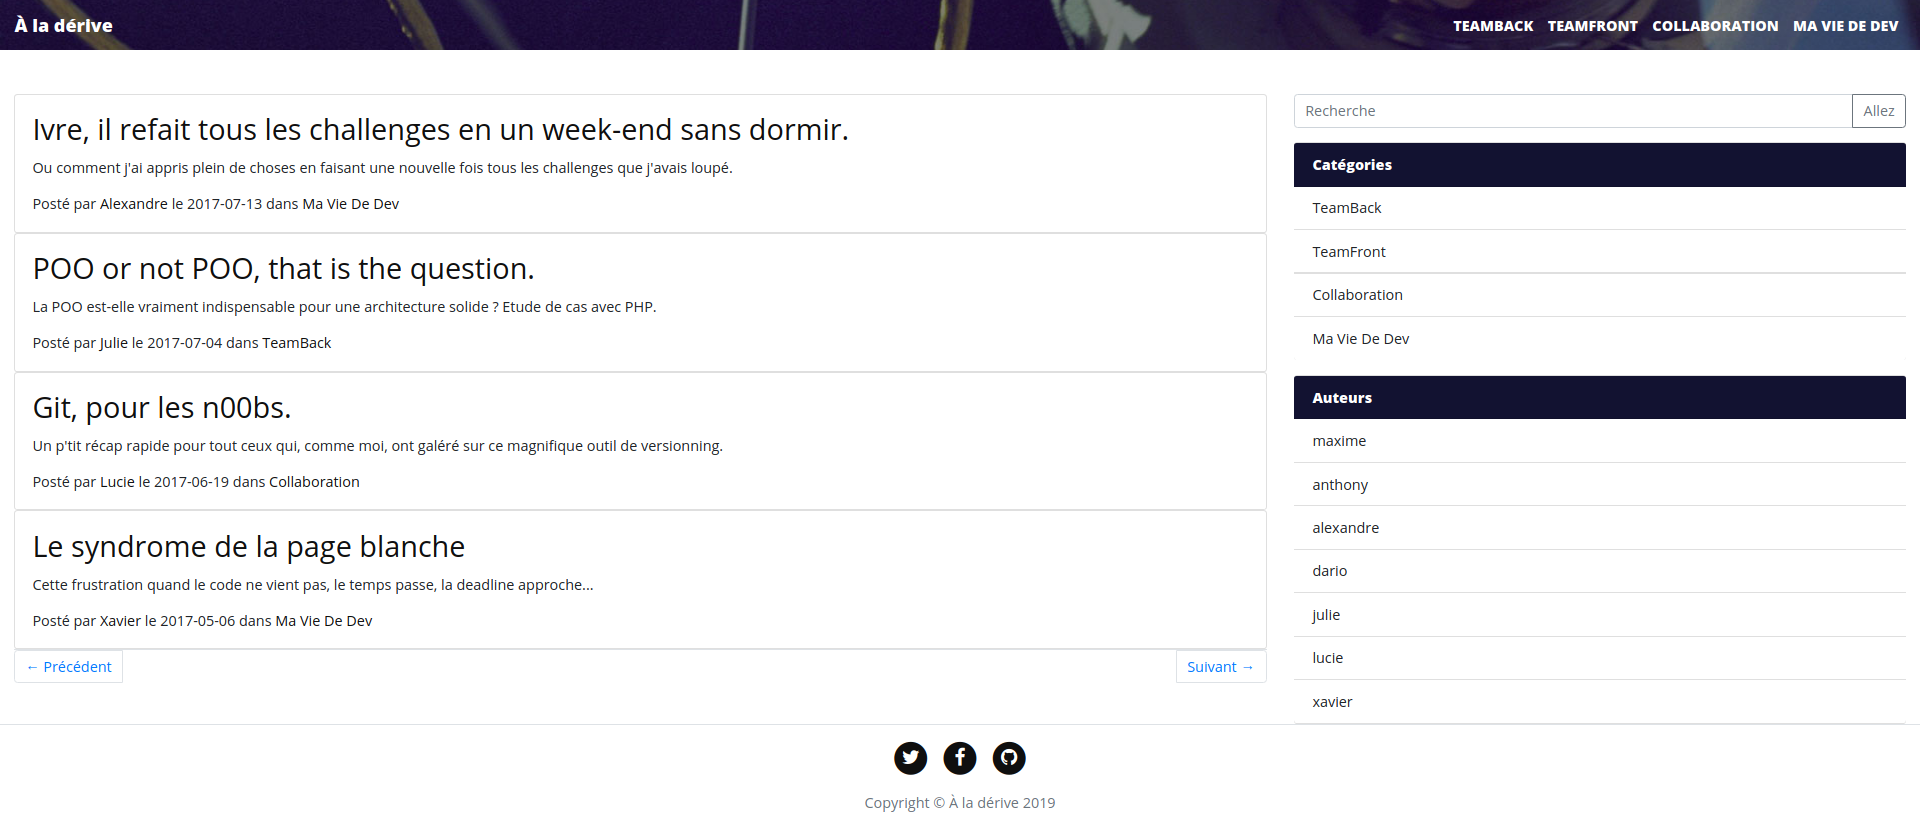 À la dérive
TEAMBACK TEAMFRONT COLLABORATION MA VIE DE DEV
Ivre, il refait tous les challenges en un week-end sans dormir.
Ou comment j'ai appris plein de choses en faisant une nouvelle fois tous les challenges que j'avais loupé.
Posté par Alexandre le 2017-07-13 dans Ma Vie De Dev
POO or not POO, that is the question.
La POO est-elle vraiment indispensable pour une architecture solide ? Etude de cas avec PHP.
Posté par Julie le 2017-07-04 dans TeamBack
Git, pour les n00bs.
Un p'tit récap rapide pour tout ceux qui, comme moi, ont galéré sur ce magnifique outil de versionning.
Posté par Lucie le 2017-06-19 dans Collaboration
Le syndrome de la page blanche
Cette frustration quand le code ne vient pas, le temps passe, la deadline approche...
Posté par Xavier le 2017-05-06 dans Ma Vie De Dev
← Précédent
Suivant →
Recherche
Allez
Catégories
TeamBack
TeamFront
Collaboration
Ma Vie De Dev
Auteurs
maxime
anthony
alexandre
dario
julie
lucie
xavier
Copyright © À la dérive 2019